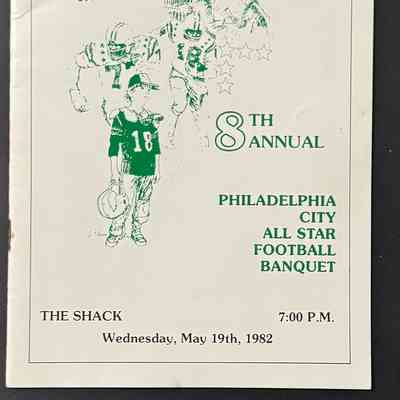 8TH
ANNUAL
PHILADELPHIA
CITY
ALL STAR
FOOTBALL
BANQUET
18
THE SHACK 7:00 P.M.
Wednesday, May 19th, 1982